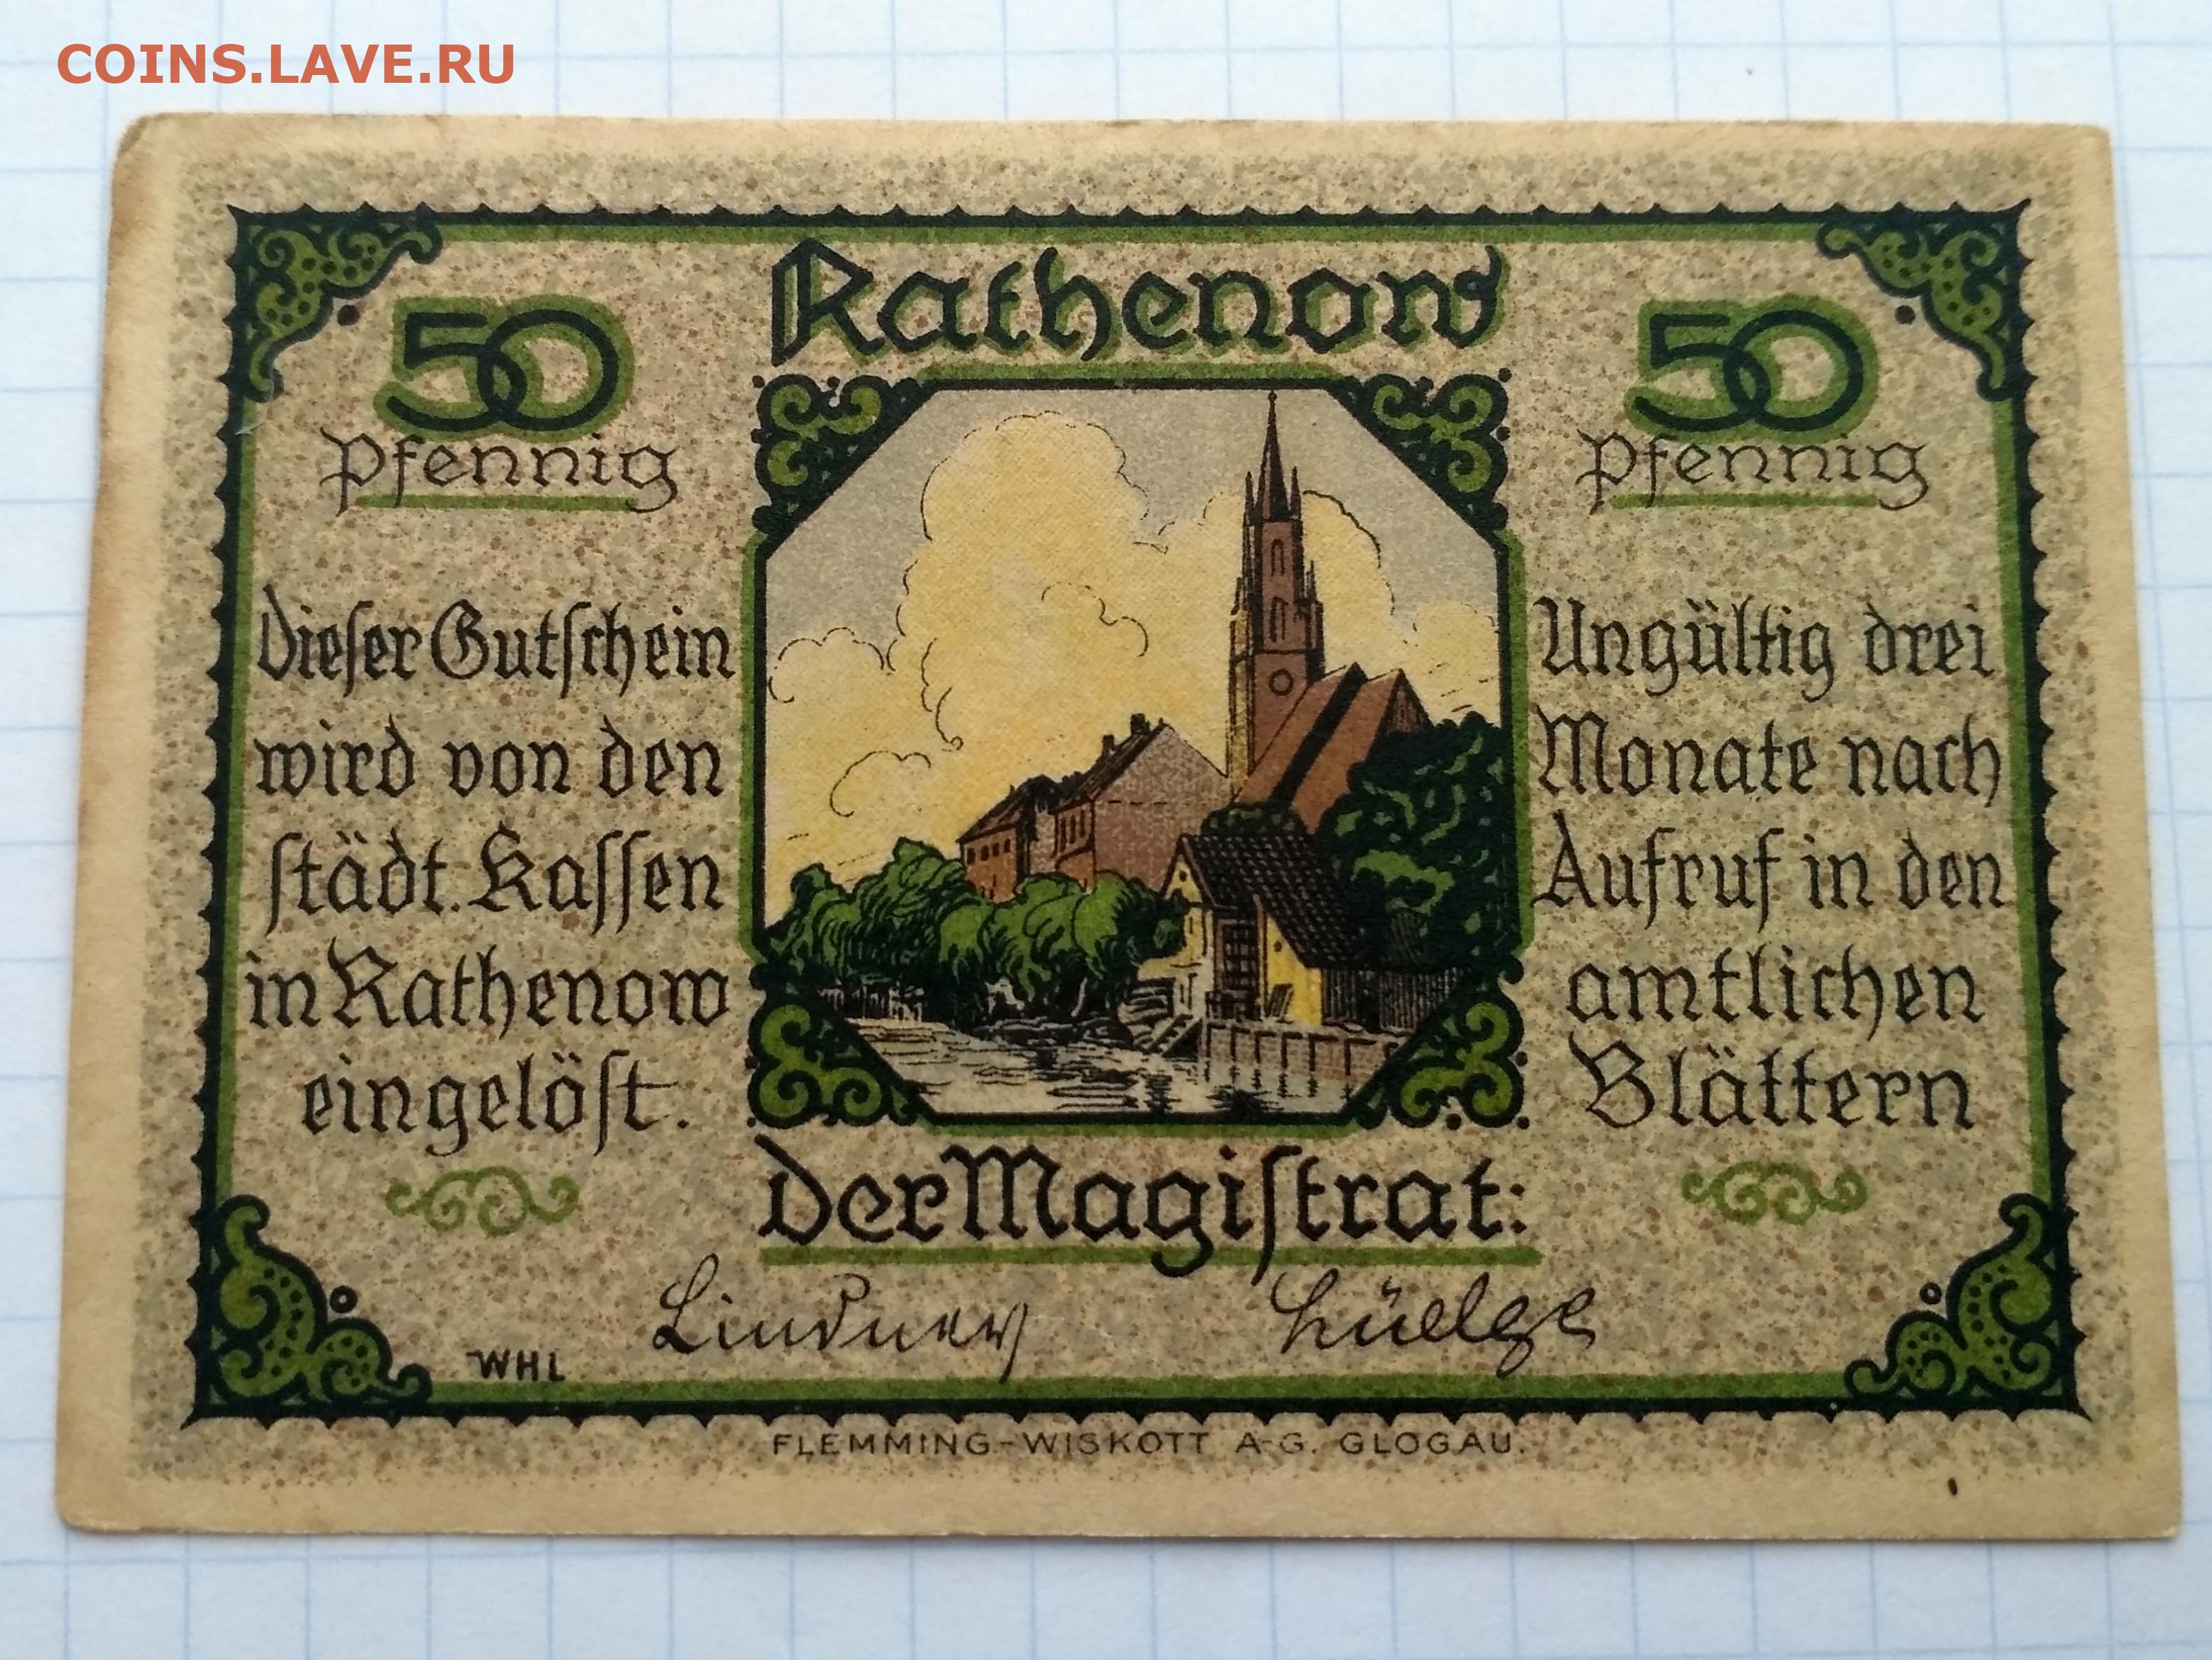 COINS.LAVE.RU
Rathenow
50
Pfennig
50
Pfennig
Dieser Gutschein
wird von den
städt. Kassen
in Rathenow
eingelöst.
Ungültig drei
Monate nach
Aufruf in den
amtlichen
Blättern
der Magistrat:
Lindner
WHL
FLEMMING-WISKOTT A-G. GLOGAU.